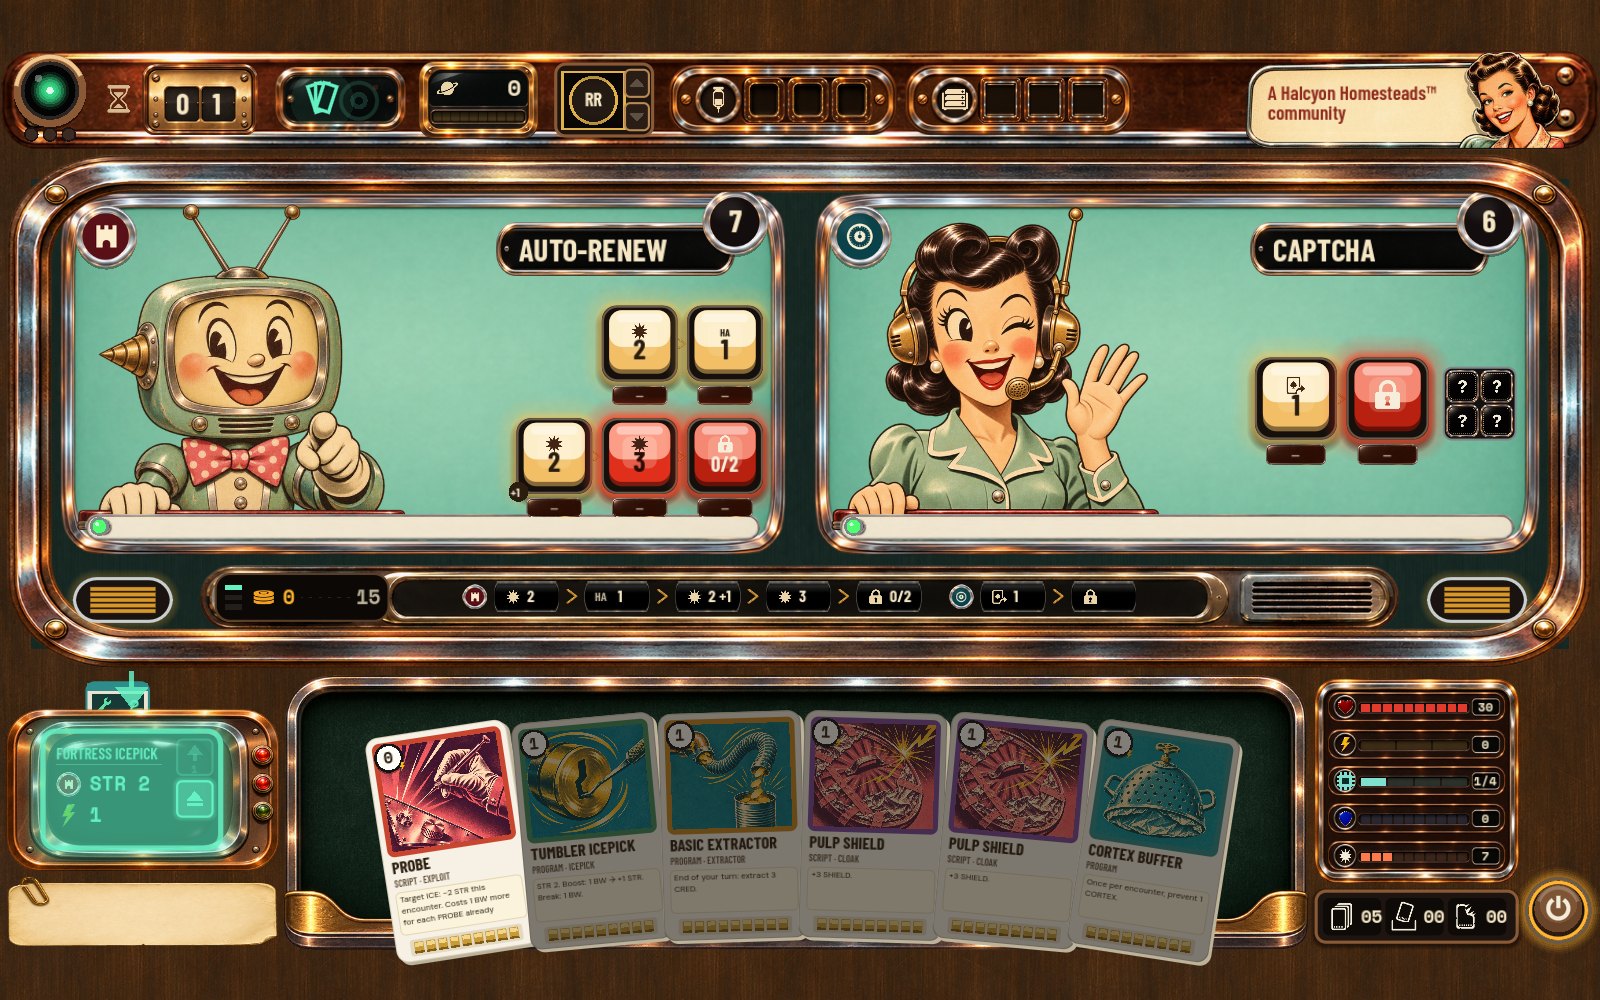 01
0
RR
A Halcyon Homesteads™
community
AUTO-RENEW
7
2
HA
1
2
+1
3
0/2
CAPTCHA
6
1
? ?
? ?
0 15
2 > HA 1 > 2 +1 > 3 > 0/2
1 >
FORTRESS ICEPICK
STR 2
1
0
PROBE
SCRIPT · EXPLOIT
Target ICE: −2 STR this
encounter. Costs 1 BW more
for each PROBE already
1
TUMBLER ICEPICK
PROGRAM · ICEPICK
STR 2. Boost: 1 BW → +1 STR.
Break: 1 BW.
1
BASIC EXTRACTOR
PROGRAM · EXTRACTOR
End of your turn: extract 3
CRED.
1
PULP SHIELD
SCRIPT · CLOAK
+3 SHIELD.
1
PULP SHIELD
SCRIPT · CLOAK
+3 SHIELD.
1
CORTEX BUFFER
PROGRAM
Once per encounter, prevent 1
CORTEX.
30
0
1/4
0
7
05 00 00